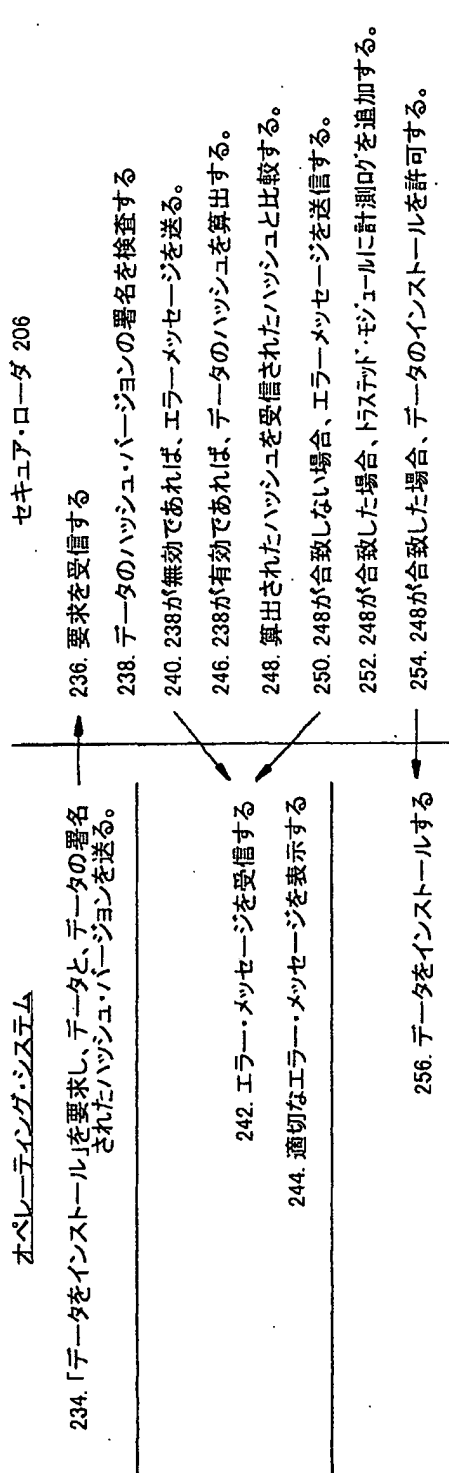 オペレーティング・システム
234.「データをインストール」を要求し、データと、データの署名
されたハッシュ・バージョンを送る。
242. エラー・メッセージを受信する
244. 適切なエラー・メッセージを表示する
256. データをインストールする
セキュア・ローダ 206
236. 要求を受信する
238. データのハッシュ・バージョンの署名を検査する
240. 238が無効であれば、エラーメッセージを送る。
246. 238が有効であれば、データのハッシュを算出する。
248. 算出されたハッシュを受信されたハッシュと比較する。
250. 248が合致しない場合、エラーメッセージを送信する。
252. 248が合致した場合、トラステッド・モジュールに計測ログを追加する。
254. 248が合致した場合、データのインストールを許可する。